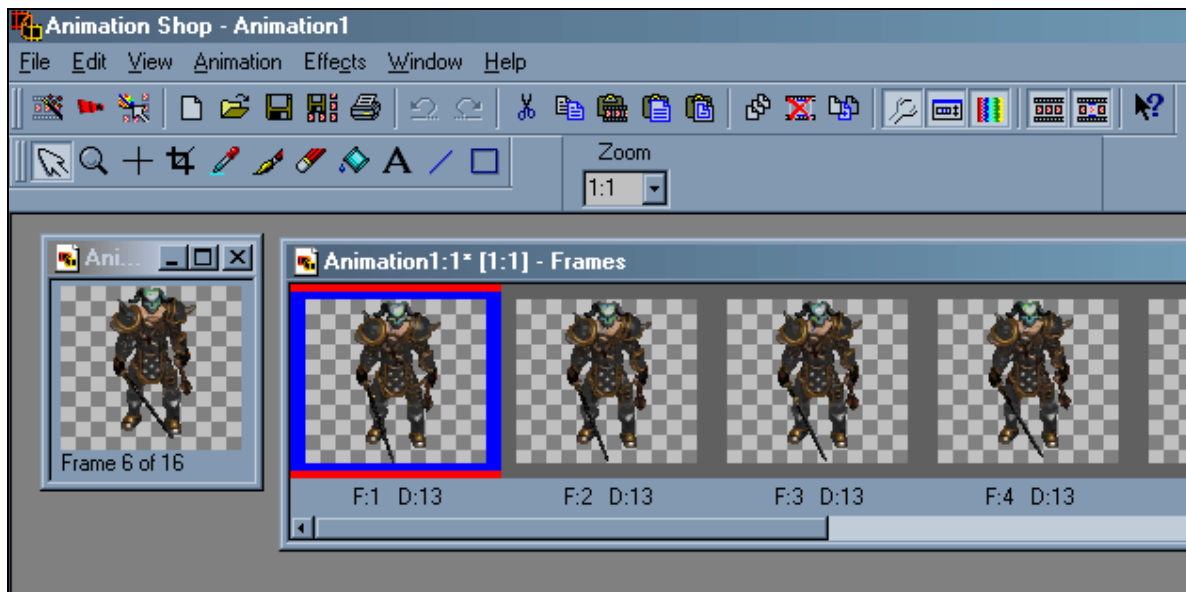 Animation Shop - Animation1
File Edit View Animation Effects Window Help
Zoom
1:1
Ani...
Animation1:1* [1:1] - Frames
Frame 6 of 16
F:1 D:13
F:2 D:13
F:3 D:13
F:4 D:13